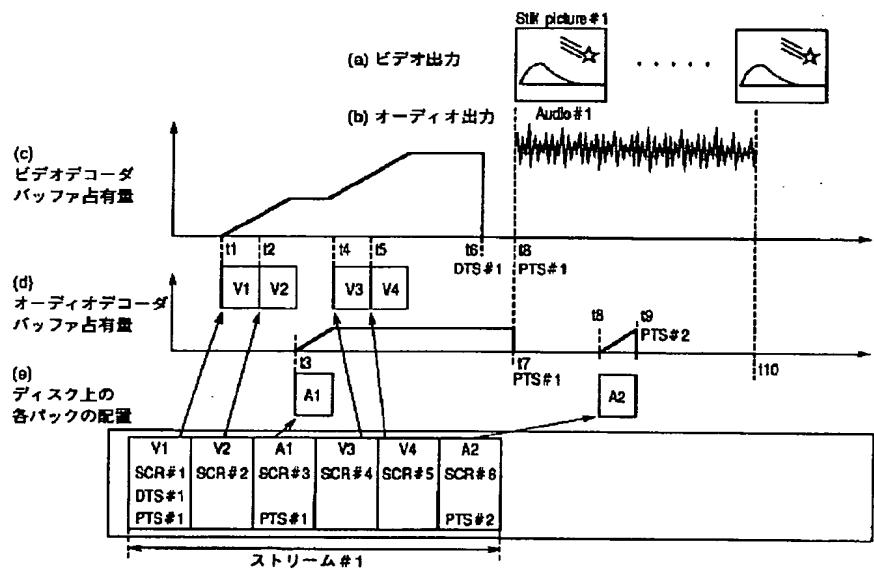 Still picture #1
(a) ビデオ出力
(b) オーディオ出力
Audio #1
(c)
ビデオデコーダ
バッファ占有量
t1 t2 t4 t5 t6 t8
DTS#1 PTS#1
(d)
オーディオデコーダ
バッファ占有量
V1 V2 V3 V4
t8 t9
PTS#2
t3 t7 t10
PTS#1
(e)
ディスク上の
各パックの配置
A1 A2
V1 V2 A1 V3 V4 A2
SCR#1 SCR#2 SCR#3 SCR#4 SCR#5 SCR#6
DTS#1
PTS#1 PTS#1 PTS#2
ストリーム#1